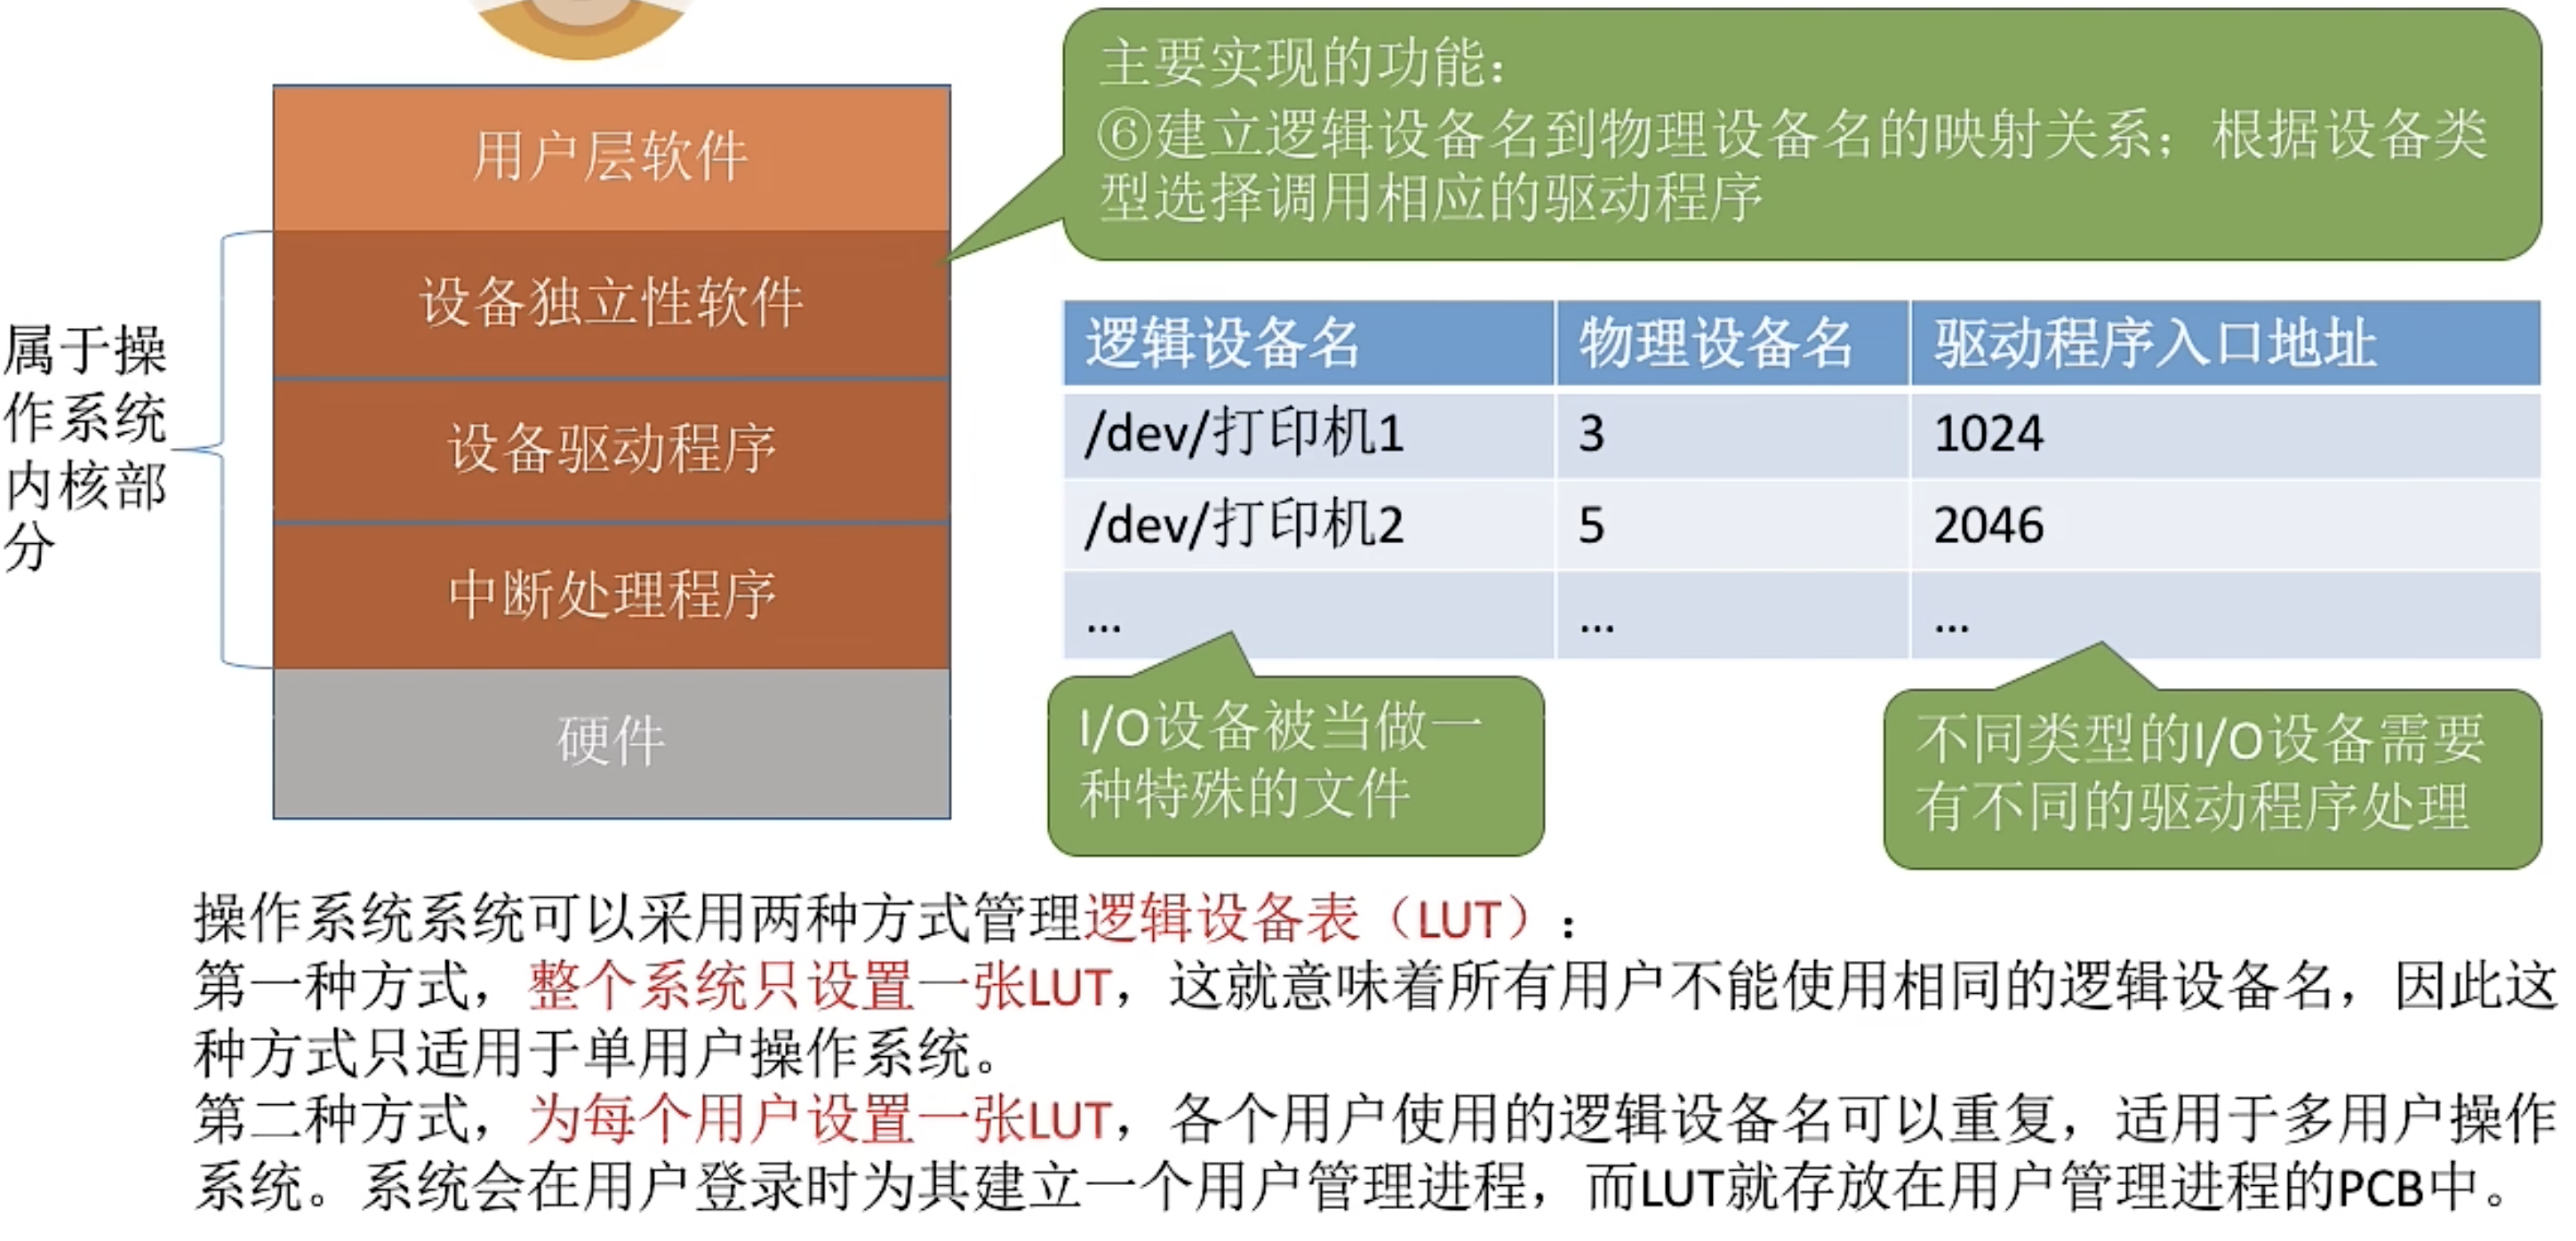 主要实现的功能：
⑥建立逻辑设备名到物理设备名的映射关系；根据设备类
型选择调用相应的驱动程序
用户层软件
设备独立性软件
设备驱动程序
中断处理程序
硬件
属于操
作系统
内核部
分
逻辑设备名 物理设备名 驱动程序入口地址
/dev/打印机1 3 1024
/dev/打印机2 5 2046
... ... ...
I/O设备被当做一
种特殊的文件
不同类型的I/O设备需要
有不同的驱动程序处理
操作系统系统可以采用两种方式管理逻辑设备表（LUT）：
第一种方式，整个系统只设置一张LUT，这就意味着所有用户不能使用相同的逻辑设备名，因此这
种方式只适用于单用户操作系统。
第二种方式，为每个用户设置一张LUT，各个用户使用的逻辑设备名可以重复，适用于多用户操作
系统。系统会在用户登录时为其建立一个用户管理进程，而LUT就存放在用户管理进程的PCB中。